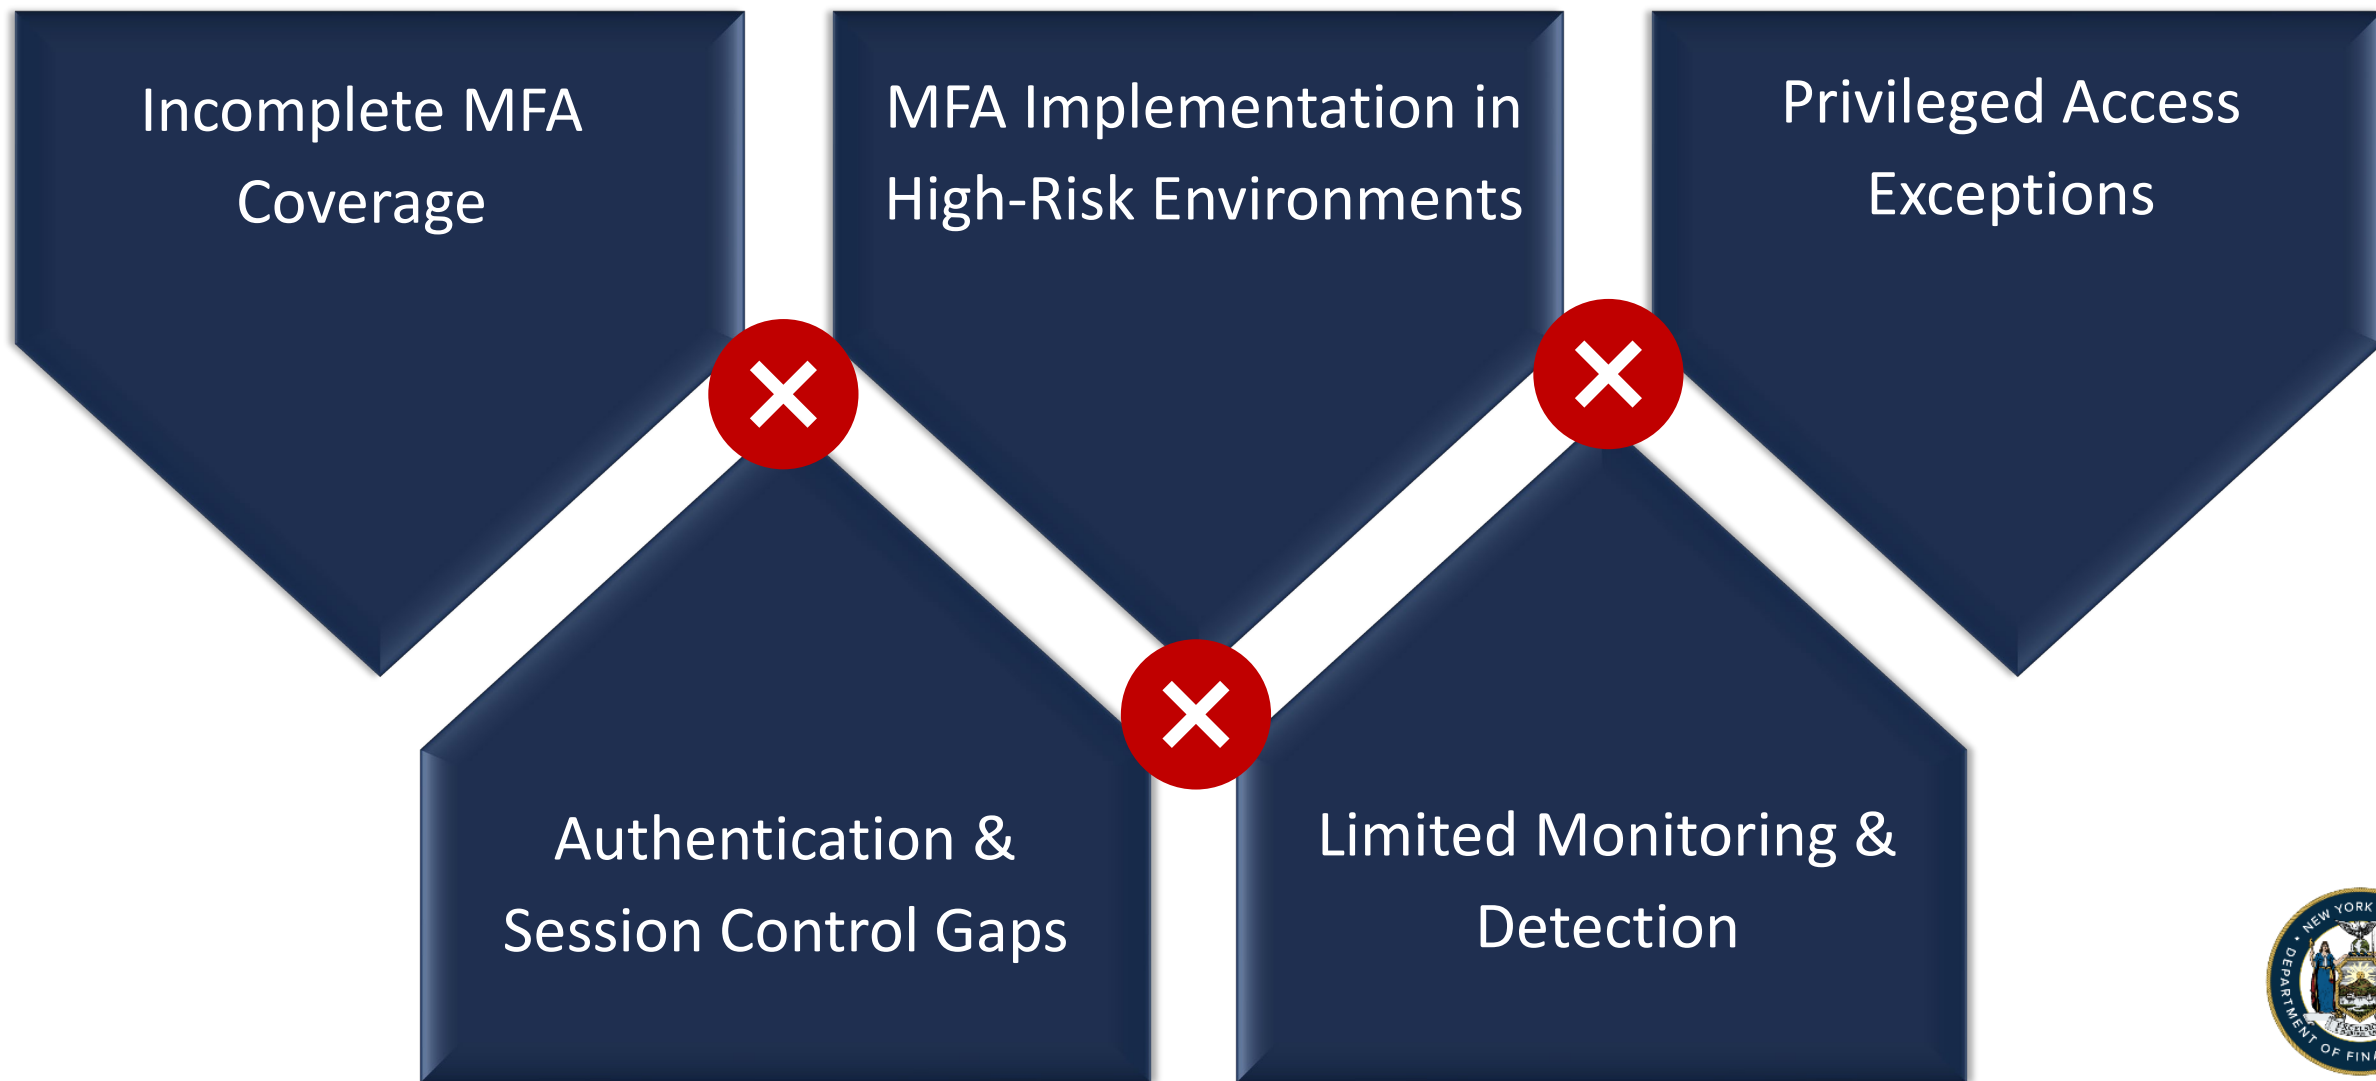 Incomplete MFA
Coverage
MFA Implementation in
High-Risk Environments
Privileged Access
Exceptions
Authentication &
Session Control Gaps
Limited Monitoring &
Detection
NEW YORK
DEPARTMENT OF